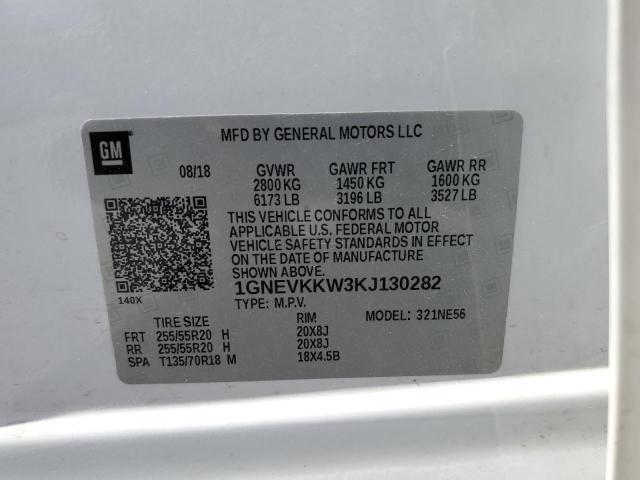 GM
MFD BY GENERAL MOTORS LLC
08/18 GVWR GAWR FRT GAWR RR
2800 KG 1450 KG 1600 KG
6173 LB 3196 LB 3527 LB
THIS VEHICLE CONFORMS TO ALL
APPLICABLE U.S. FEDERAL MOTOR
VEHICLE SAFETY STANDARDS IN EFFECT
ON THE DATE OF MANUFACTURE
SHOWN ABOVE.
140X
1GNEVKKW3KJ130282
TYPE: M.P.V.
TIRE SIZE RIM MODEL: 321NE56
FRT 255/55R20 H 20X8J
RR 255/55R20 H 20X8J
SPA T135/70R18 M 18X4.5B